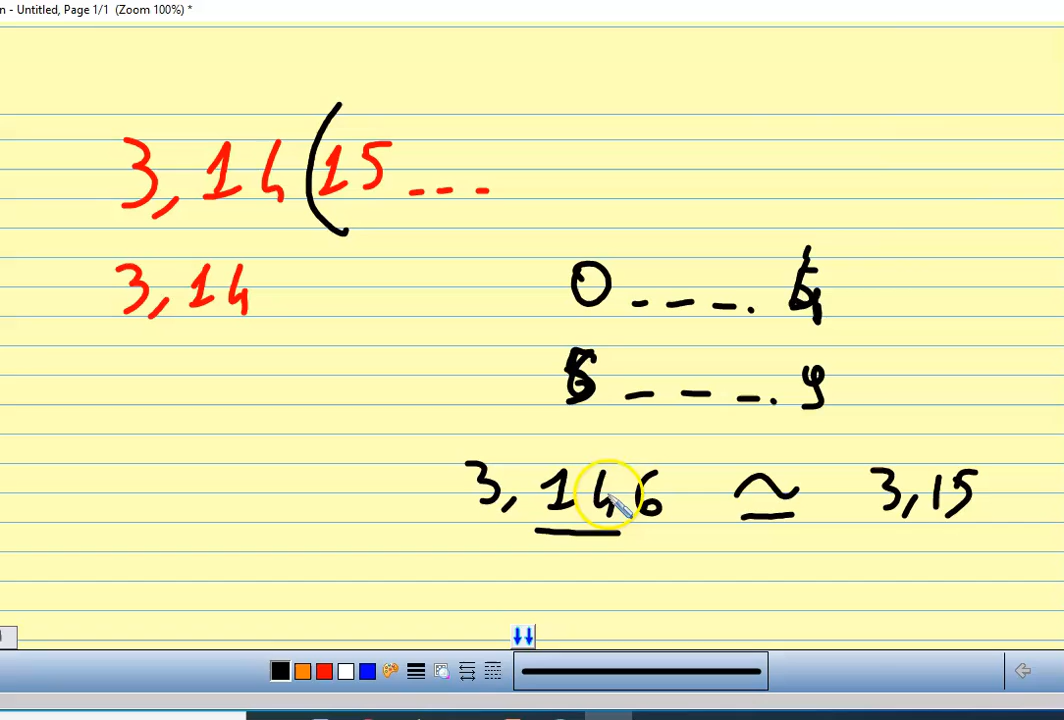 n - Untitled, Page 1/1 (Zoom 100%) *
3,14(15...
3,14
0 _ _ _. 4
5 _ _ _. 9
3,146 ≅ 3,15